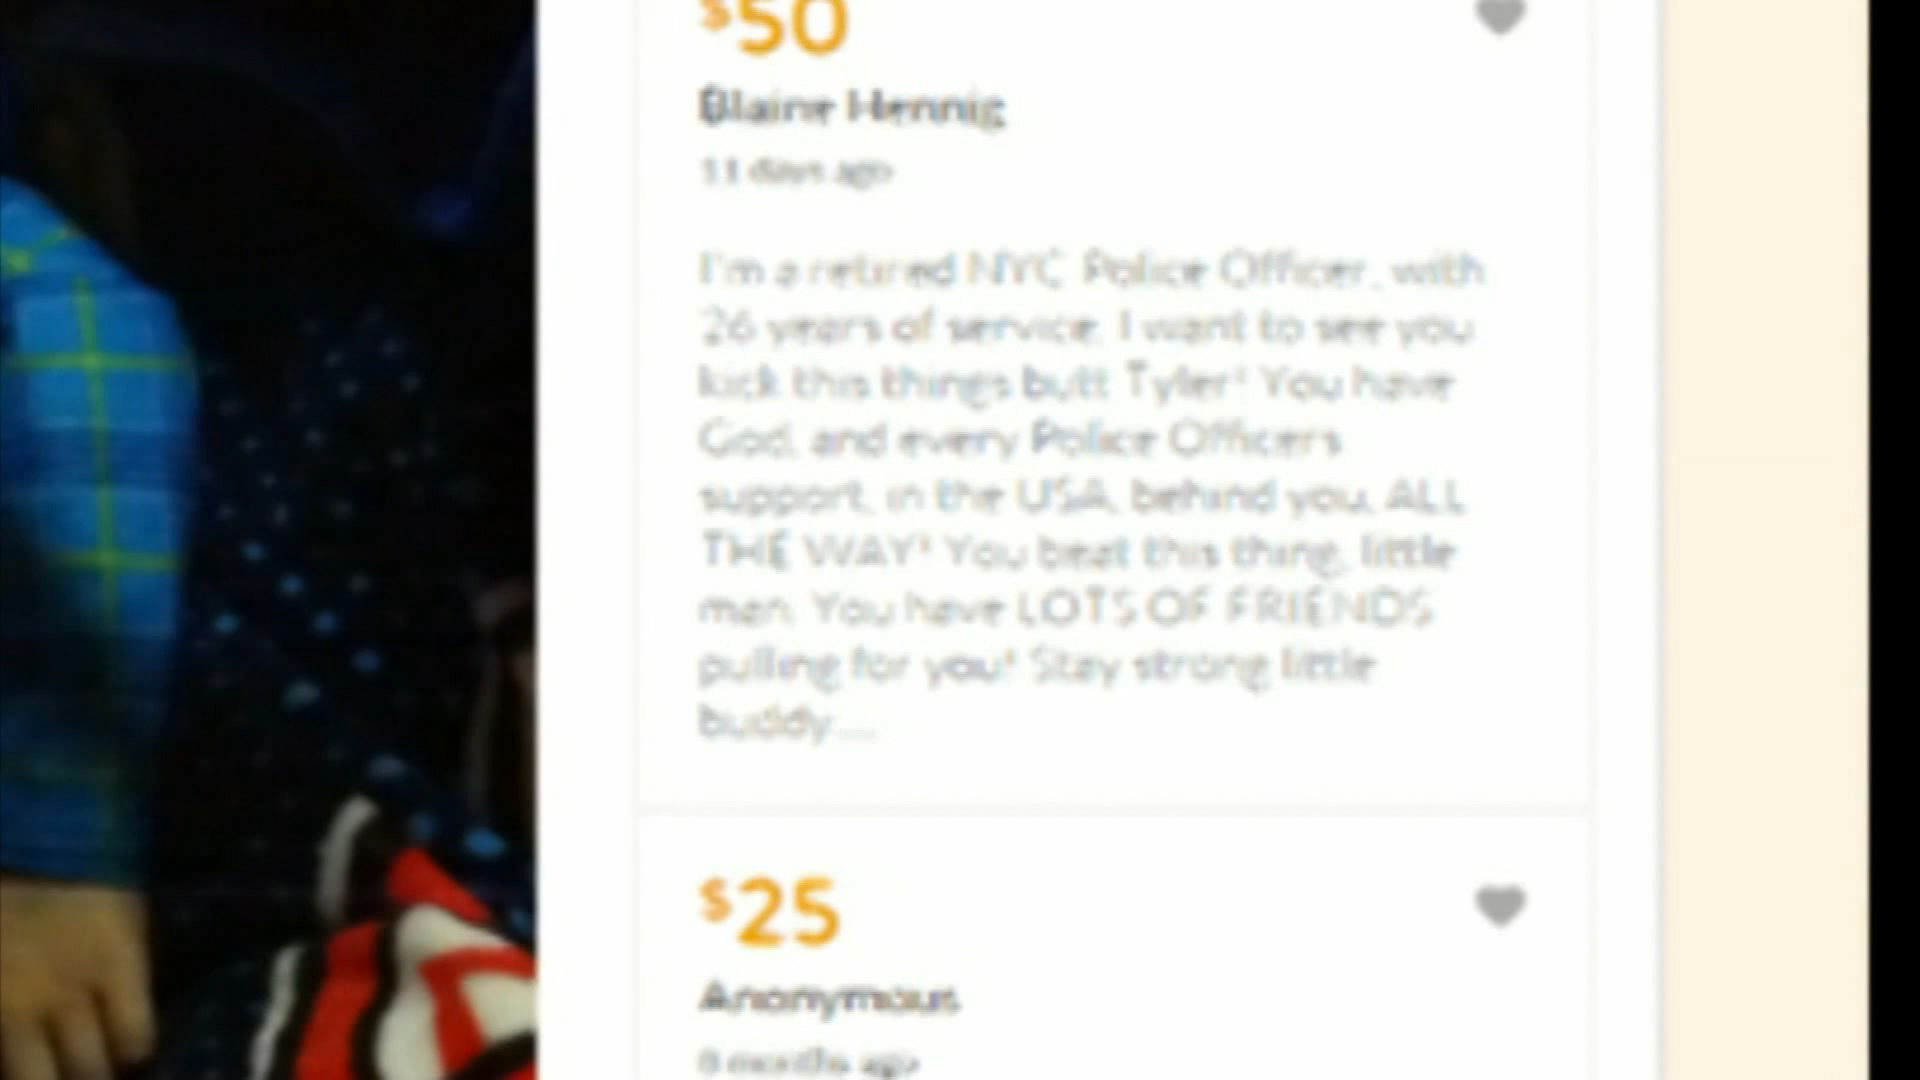 $50
Blaine Hennig
11 days ago
I'm a retired NYC Police Officer, with
26 years of service. I want to see you
kick this things butt Tyler! You have
God, and every Police Officers
support, in the USA, behind you, ALL
THE WAY! You beat this thing, little
man. You have LOTS OF FRIENDS
pulling for you! Stay strong little
buddy....
$25
Anonymous
months ago